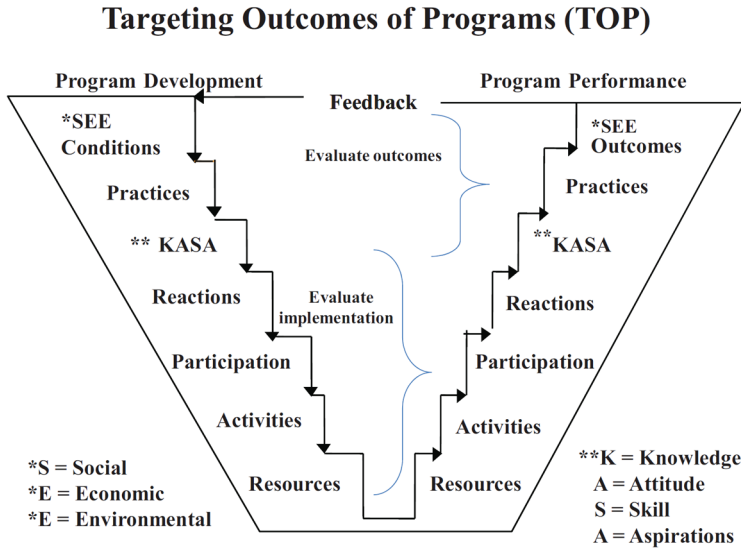 Targeting Outcomes of Programs (TOP)
Program Development
Program Performance
Feedback
*SEE
Conditions
Practices
** KASA
Reactions
Participation
Activities
Resources
Evaluate outcomes
Evaluate
implementation
*SEE
Outcomes
Practices
**KASA
Reactions
Participation
Activities
Resources
*S = Social
*E = Economic
*E = Environmental
**K = Knowledge
A = Attitude
S = Skill
A = Aspirations